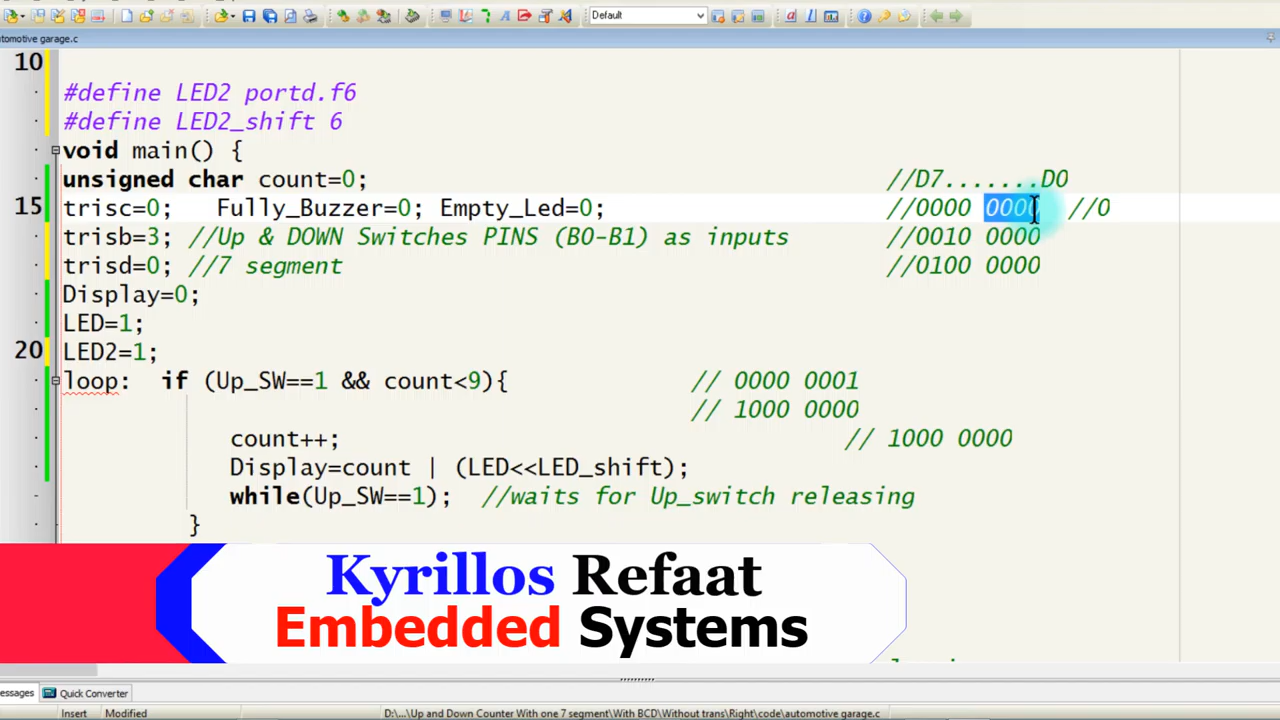 Default
utomotive garage.c
10
#define LED2 portd.f6
#define LED2_shift 6
void main() {
unsigned char count=0; //D7.......D0
15 trisc=0; Fully_Buzzer=0; Empty_Led=0; //0000 0000 //0
trisb=3; //Up & DOWN Switches PINS (B0-B1) as inputs //0010 0000
trisd=0; //7 segment //0100 0000
Display=0;
LED=1;
20 LED2=1;
loop: if (Up_SW==1 && count<9){ // 0000 0001
// 1000 0000
count++; // 1000 0000
Display=count | (LED<<LED_shift);
while(Up_SW==1); //waits for Up_switch releasing
}
Kyrillos Refaat
Embedded Systems
essages Quick Converter
Insert Modified D:\...\Up and Down Counter With one 7 segment\With BCD\Without trans\Right\code\automotive garage.c